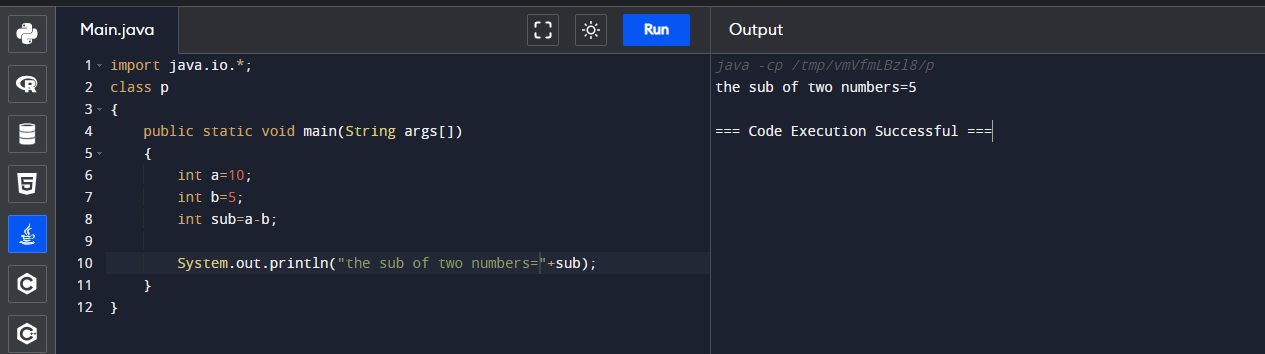 Main.java
Run
Output
1 import java.io.*;
2 class p
3 {
4 public static void main(String args[])
5 {
6 int a=10;
7 int b=5;
8 int sub=a-b;
9
10 System.out.println("the sub of two numbers="+sub);
11 }
12 }
java -cp /tmp/vmVfmLBzl8/p
the sub of two numbers=5
=== Code Execution Successful ===